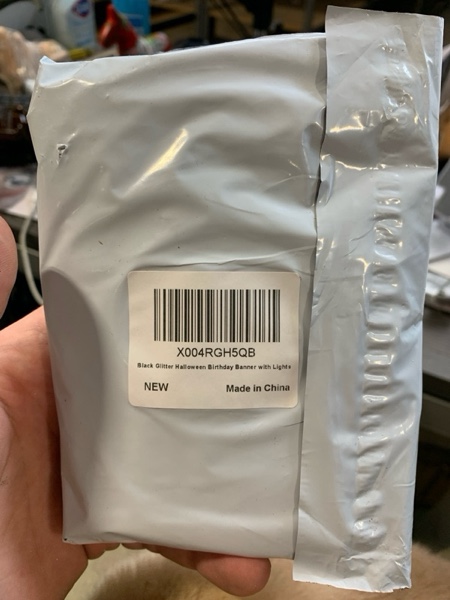 X004RGH5QB
Black Glitter Halloween Birthday Banner with Lights
NEW Made in China